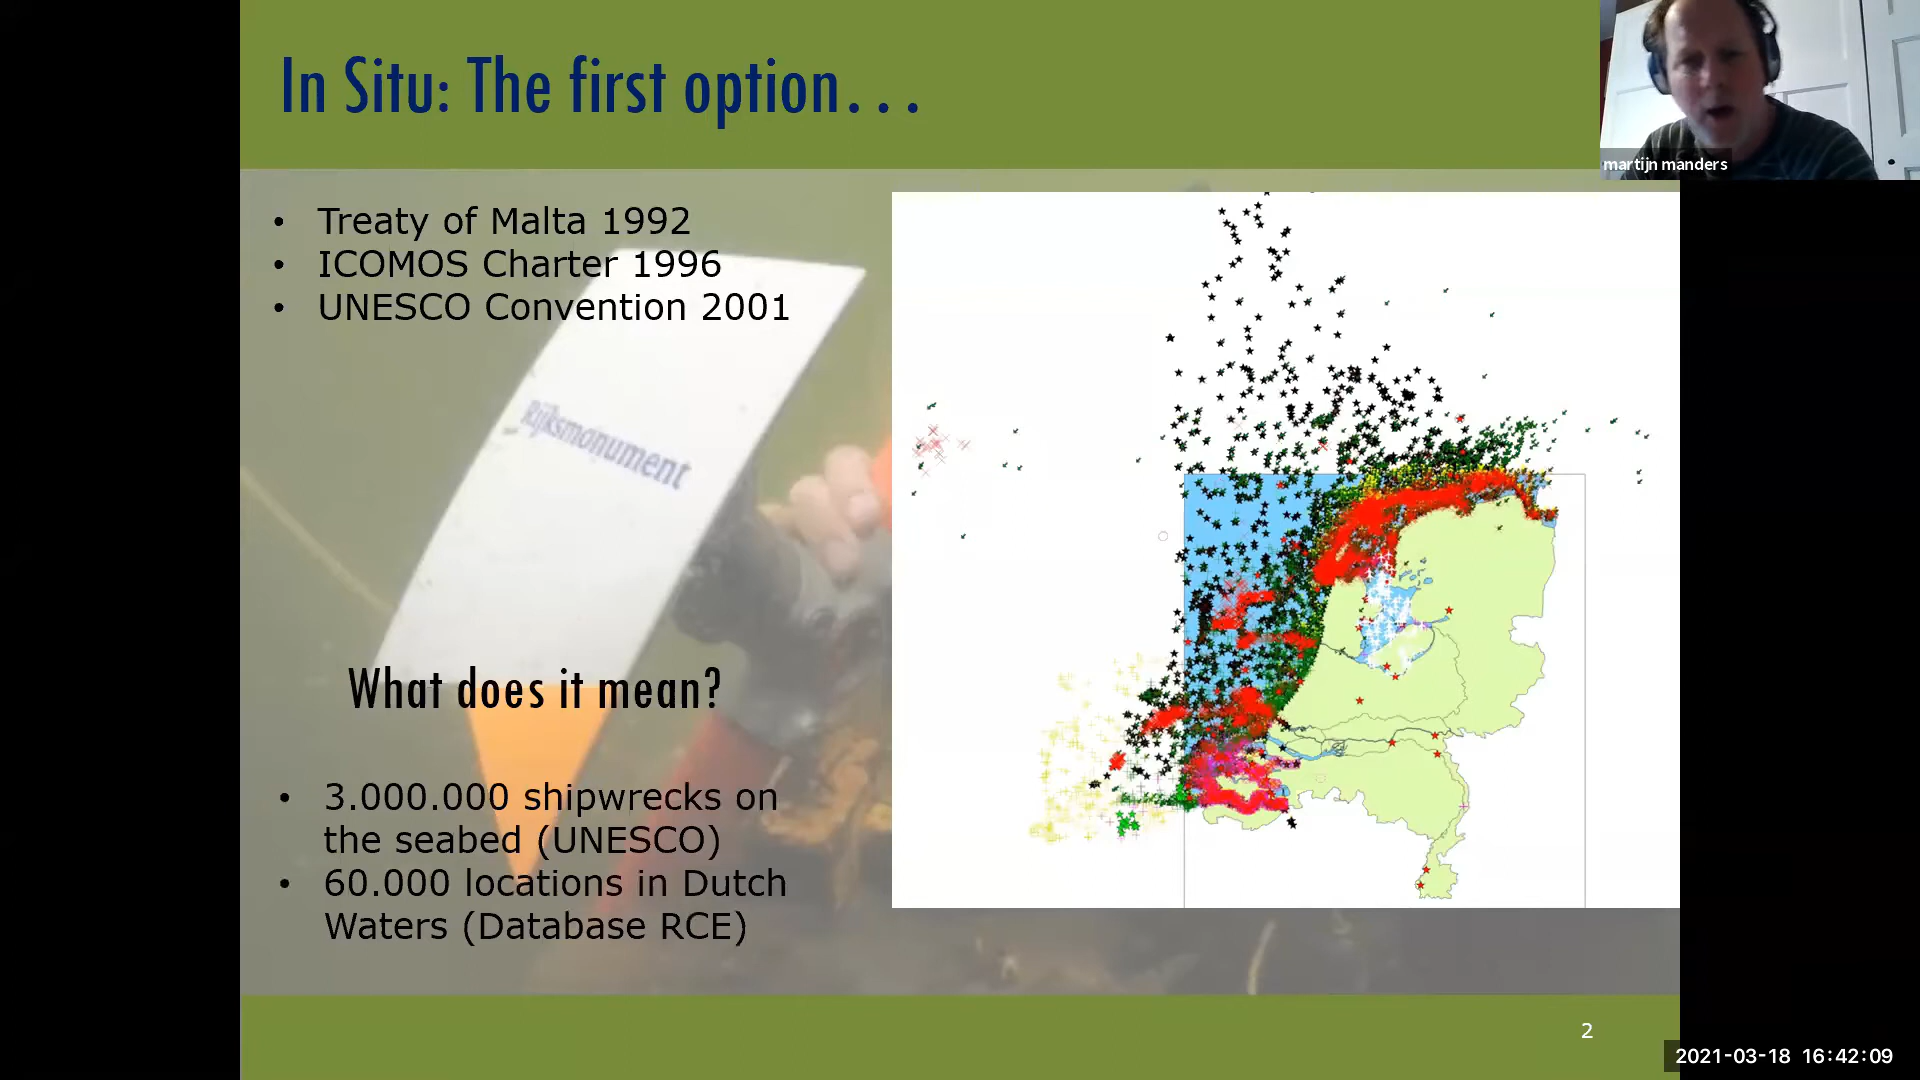 In Situ: The first option...
martijn manders
• Treaty of Malta 1992
• ICOMOS Charter 1996
• UNESCO Convention 2001
Rijksmonument
What does it mean?
• 3.000.000 shipwrecks on
the seabed (UNESCO)
• 60.000 locations in Dutch
Waters (Database RCE)
2
2021-03-18 16:42:09